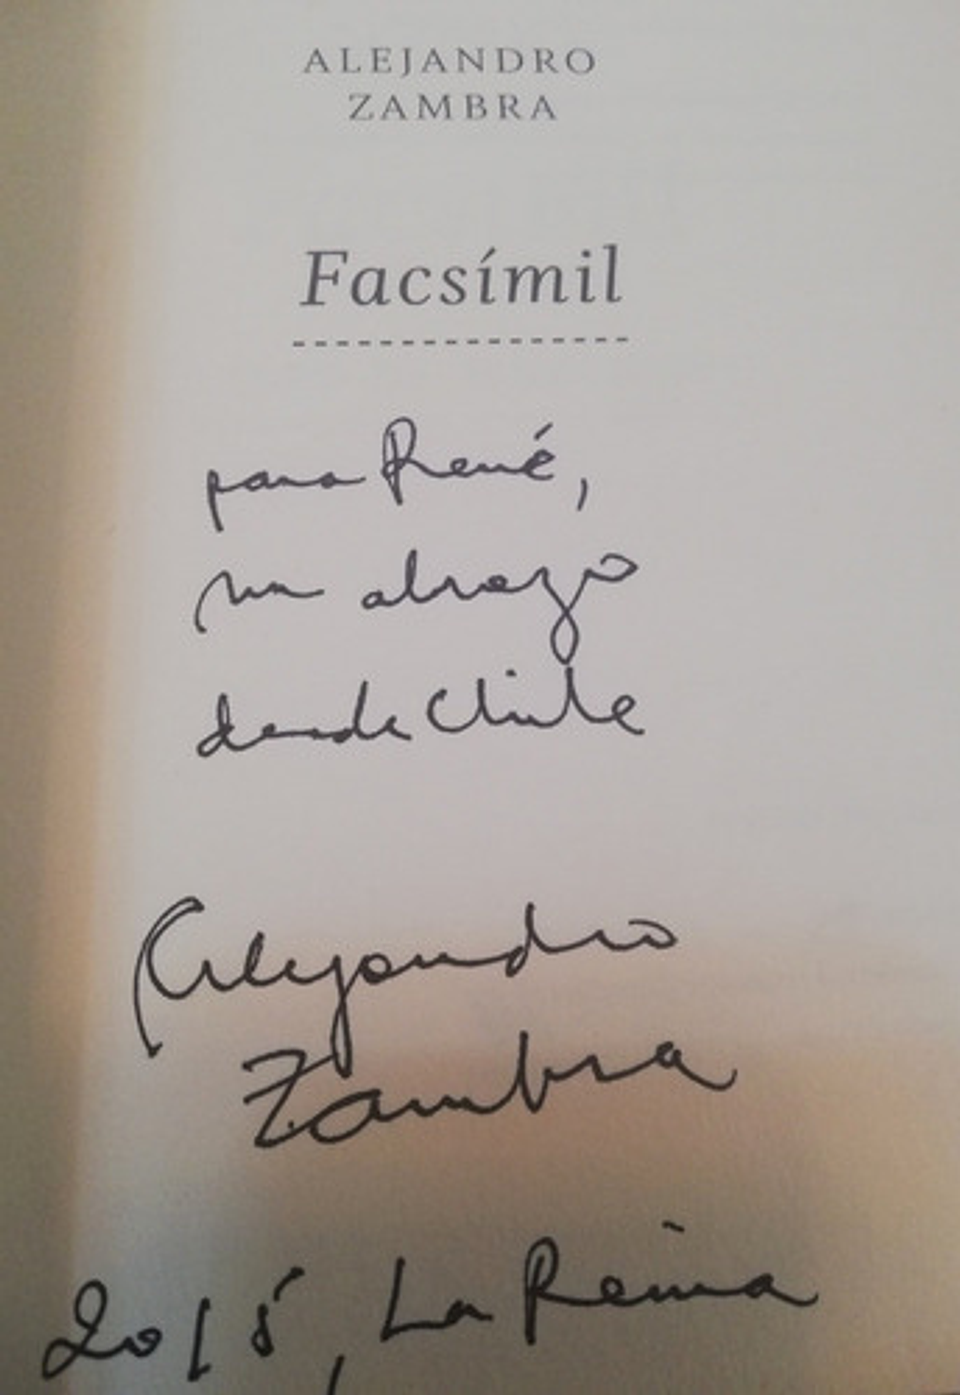 ALEJANDRO
ZAMBRA
Facsímil
para René,
un abrazo
desde Chile
Alejandro
Zambra
2015, La Reina